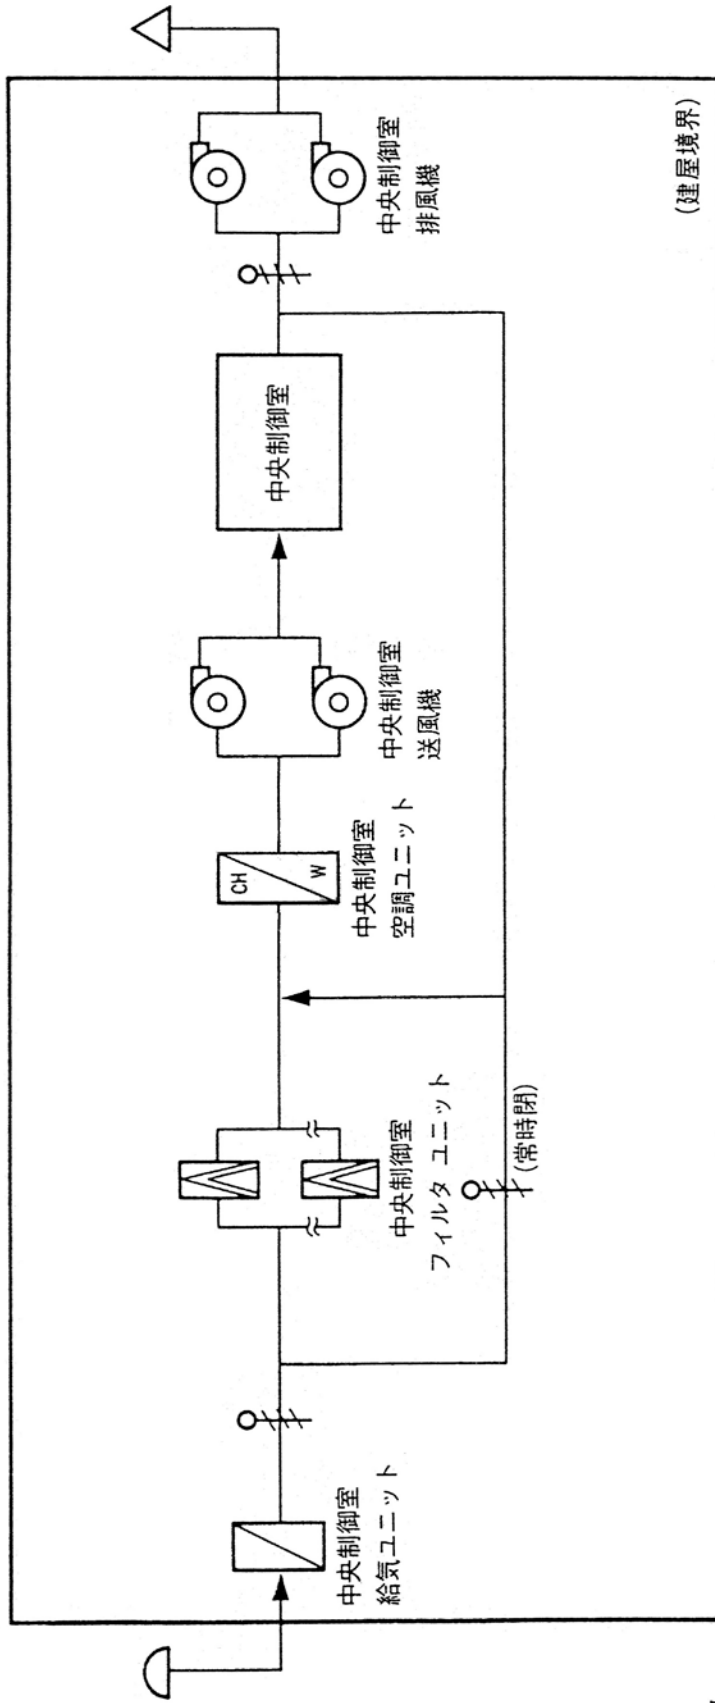 中央制御室
給気ユニット
中央制御室
フィルタ ユニット
(常時閉)
CH
W
中央制御室
空調ユニット
中央制御室
送風機
中央制御室
中央制御室
排風機
(建屋境界)